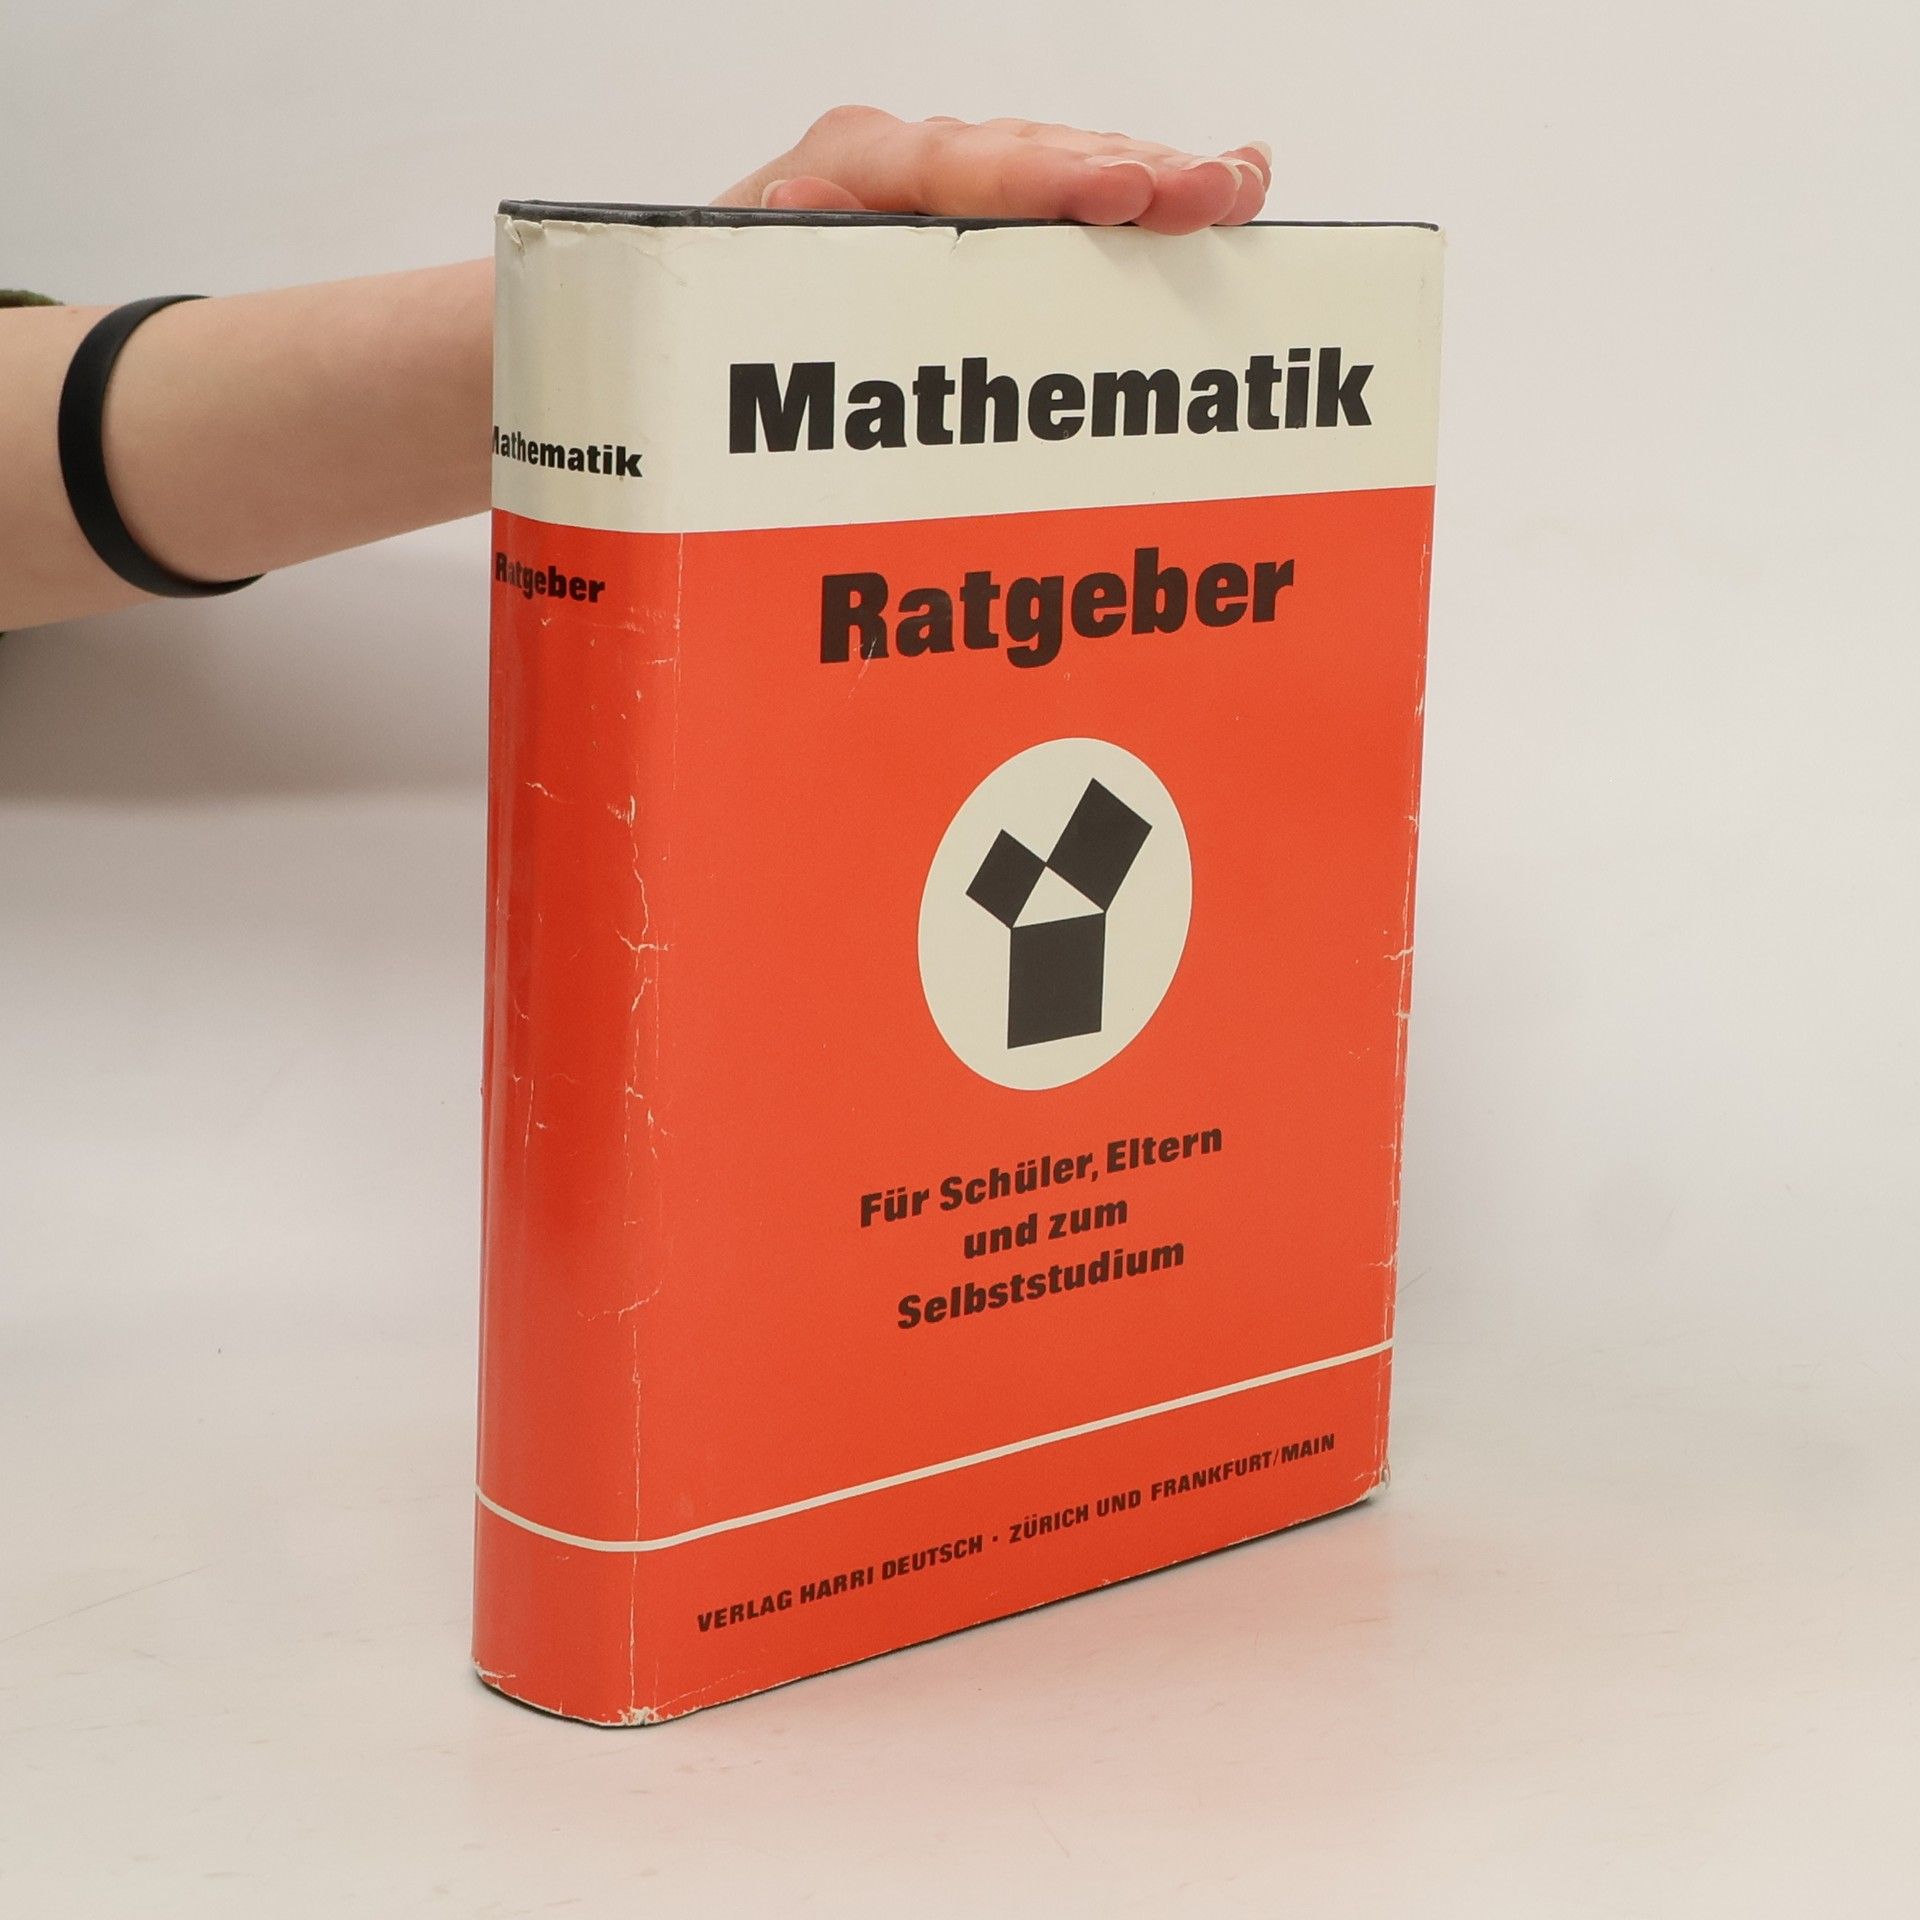 Mathematik
Ratgeber
Mathematik
Ratgeber
Für Schüler, Eltern
und zum
Selbststudium
VERLAG HARRI DEUTSCH · ZÜRICH UND FRANKFURT/MAIN